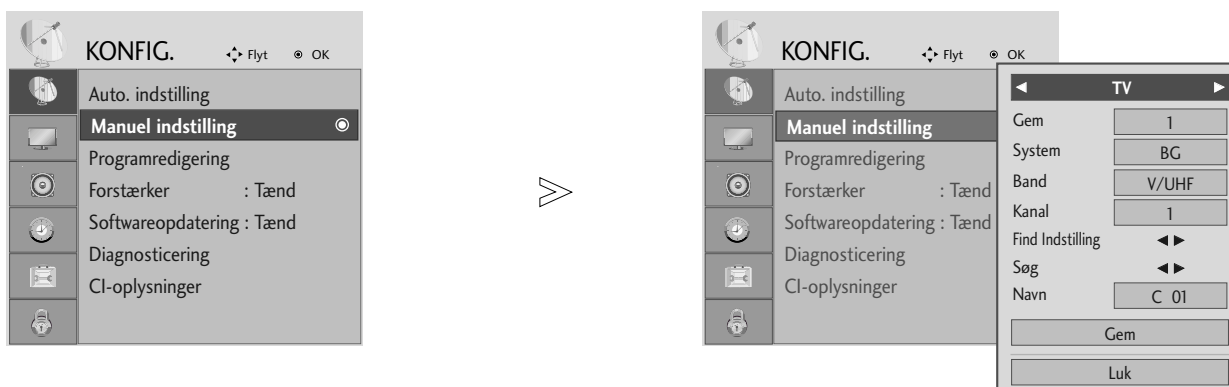 KONFIG. Flyt OK
Auto. indstilling
Manuel indstilling
Programredigering
Forstærker : Tænd
Softwareopdatering : Tænd
Diagnosticering
CI-oplysninger
KONFIG. Flyt OK
Auto. indstilling
Manuel indstilling
Programredigering
Forstærker : Tænd
Softwareopdatering : Tænd
Diagnosticering
CI-oplysninger
◄ TV ►
Gem 1
System BG
Band V/UHF
Kanal 1
Find Indstilling ◄►
Søg ◄►
Navn C 01
Gem
Luk